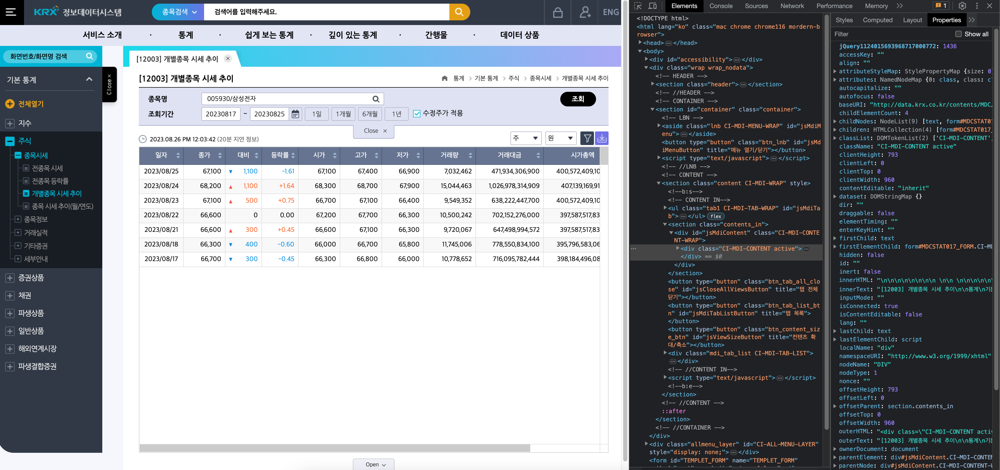 KRX 정보데이터시스템
종목검색
검색어를 입력해주세요.
ENG
서비스 소개 · 통계 · 쉽게 보는 통계 · 깊이 있는 통계 · 간행물 · 데이터 상품
화면번호/화면명 검색
기본 통계
Close ×
전체열기
지수
주식
종목시세
전종목 시세
전종목 등락률
개별종목 시세 추이
종목 시세 추이(월/연도)
종목정보
거래실적
기타증권
세부안내
증권상품
채권
파생상품
일반상품
해외연계시장
파생결합증권
[12003] 개별종목 시세 추이
[12003] 개별종목 시세 추이
통계 > 기본 통계 > 주식 > 종목시세 > 개별종목 시세 추이
종목명 005930/삼성전자 조회
조회기간 20230817 ~ 20230825 1일 1개월 6개월 1년 수정주가 적용
Close ×
2023.08.26 PM 12:03:42 (20분 지연 정보) 주 원
일자 종가 대비 등락률 시가 고가 저가 거래량 거래대금 시가총액
2023/08/25 67,100 ▼ 1,100 -1.61 67,100 67,400 66,900 7,032,462 471,934,306,900 400,572,409,10
2023/08/24 68,200 ▲ 1,100 +1.64 68,300 68,700 67,900 15,044,463 1,026,978,314,909 407,139,169,91
2023/08/23 67,100 ▲ 500 +0.75 66,700 67,100 66,400 9,549,352 638,222,447,700 400,572,409,10
2023/08/22 66,600 0 0.00 67,200 67,700 66,300 10,500,242 702,152,276,000 397,587,517,83
2023/08/21 66,600 ▲ 300 +0.45 66,600 67,100 66,300 9,720,067 647,498,994,572 397,587,517,83
2023/08/18 66,300 ▼ 400 -0.60 66,000 66,700 65,800 11,745,006 778,550,834,100 395,796,583,06
2023/08/17 66,700 ▼ 300 -0.45 66,300 66,800 66,000 10,778,652 716,095,782,444 398,184,496,08
Open
Elements Console Sources Network Performance Memory 1
<!DOCTYPE html>
<html lang="ko" class="mac chrome chrome116 mordern-b
rowser">
<head>…</head>
<body>
<div id="accessibility">…</div>
<div class="wrap wrap_nodata">
<!-- HEADER -->
<section class="header">…</section>
<!-- //HEADER -->
<!-- CONTAINER -->
<section id="container" class="container">
<!-- LBN -->
<aside class="lnb CI-MDI-MENU-WRAP" id="jsMdiM
enu">…</aside>
<button type="button" class="btn_lnb" id="jsMd
iMenuButton" title="메뉴 열기/닫기"></button>
<script type="text/javascript">…</script>
<!-- //LNB -->
<!-- CONTENT -->
<section class="content CI-MDI-WRAP" style>
<!--b:s-->
<!-- CONTENT IN-->
<ul class="tab1 CI-MDI-TAB-WRAP" id="jsMdiTa
b">…</ul> flex
<section class="contents_in">
<div id="jsMdiContent" class="CI-MDI-CONTE
NT-WRAP">
<div class="CI-MDI-CONTENT active">…
</div> == $0
</div>
</section>
<button type="button" class="btn_tab_all_clo
se" id="jsCloseAllViewsButton" title="탭 전체
닫기"></button>
<button type="button" class="btn_tab_list_bt
n" id="jsMdiTabListButton" title="탭 목록">
</button>
<button type="button" class="btn_content_siz
e_btn" id="jsViewSizeButton" title="컨텐츠 확
대/축소"></button>
<div class="mdi_tab_list CI-MDI-TAB-LIST">
…</div>
<!-- //CONTENT IN-->
<script type="text/javascript">…</script>
<!--b:e-->
</section>
<!-- //CONTENT -->
::after
</section>
<!-- //CONTAINER -->
</div>
<div class="allmenu_layer" id="CI-ALL-MENU-LAYER"
style="display: none;">…</div>
<form id="TEMPLET_FORM" name="TEMPLET_FORM"
Styles Computed Layout Properties
Filter Show all
jQuery1124015693968717000772: 1436
accessKey: ""
align: ""
attributeStyleMap: StylePropertyMap {size: 0
attributes: NamedNodeMap {0: class, class: c
autocapitalize: ""
autofocus: false
baseURI: "http://data.krx.co.kr/contents/MDC/
childElementCount: 4
childNodes: NodeList(9) [text, form#MDCSTAT01
children: HTMLCollection(4) [form#MDCSTAT017_
classList: DOMTokenList(2) ['CI-MDI-CONTENT',
className: "CI-MDI-CONTENT active"
clientHeight: 793
clientLeft: 0
clientTop: 0
clientWidth: 960
contentEditable: "inherit"
dataset: DOMStringMap {}
dir: ""
draggable: false
elementTiming: ""
enterKeyHint: ""
firstChild: text
firstElementChild: form#MDCSTAT017_FORM.CI-MD
hidden: false
id: ""
inert: false
innerHTML: "\n\n\n\n\n\n\n\n \n\n \n\n\n\n\n\
innerText: "[12003] 개별종목 시세 추이\n\n통계\n기본
inputMode: ""
isConnected: true
isContentEditable: false
lang: ""
lastChild: text
lastElementChild: script
localName: "div"
namespaceURI: "http://www.w3.org/1999/xhtml"
nodeName: "DIV"
nodeType: 1
nonce: ""
offsetHeight: 793
offsetLeft: 0
offsetParent: section.contents_in
offsetTop: 0
offsetWidth: 960
outerHTML: "<div class=\"CI-MDI-CONTENT activ
outerText: "[12003] 개별종목 시세 추이\n\n통계\n기본
ownerDocument: document
parentElement: div#jsMdiContent.CI-MDI-CONTEN
parentNode: div#jsMdiContent.CI-MDI-CONTENT-W